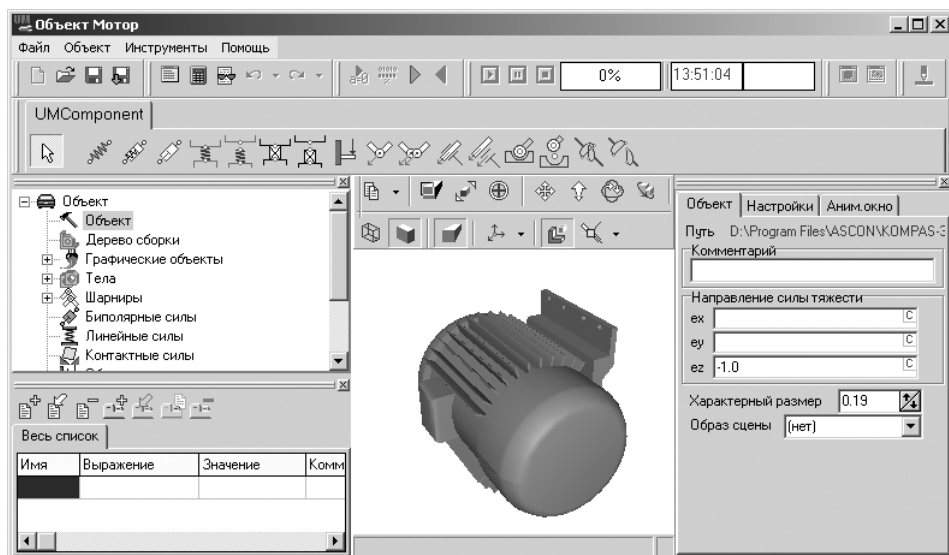 UM Объект Мотор
Файл Объект Инструменты Помощь
a=0 0% 13:51:04
UMComponent
Объект
Объект
Дерево сборки
Графические объекты
Тела
Шарниры
Биполярные силы
Линейные силы
Контактные силы
Весь список
Имя Выражение Значение Комм
Объект Настройки Аним.окно
Путь D:\Program Files\ASCON\KOMPAS-3
Комментарий
Направление силы тяжести
ex C
ey C
ez -1.0 C
Характерный размер 0.19
Образ сцены (нет)